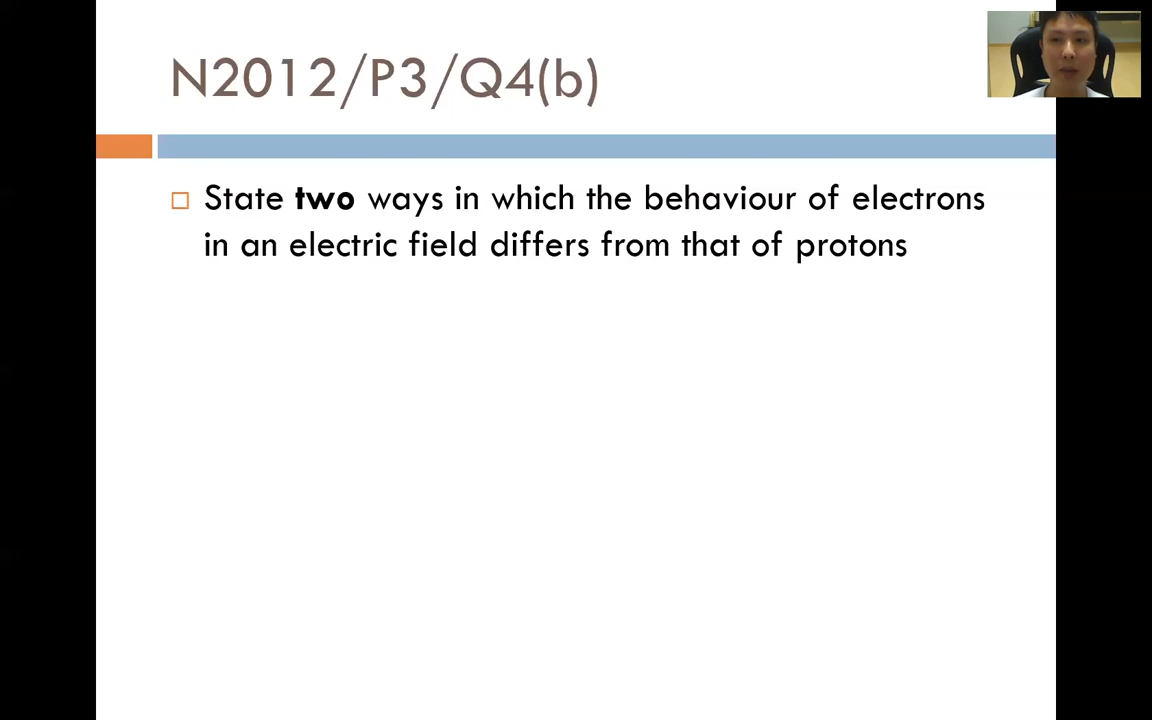 N2012/P3/Q4(b)
State two ways in which the behaviour of electrons
in an electric field differs from that of protons